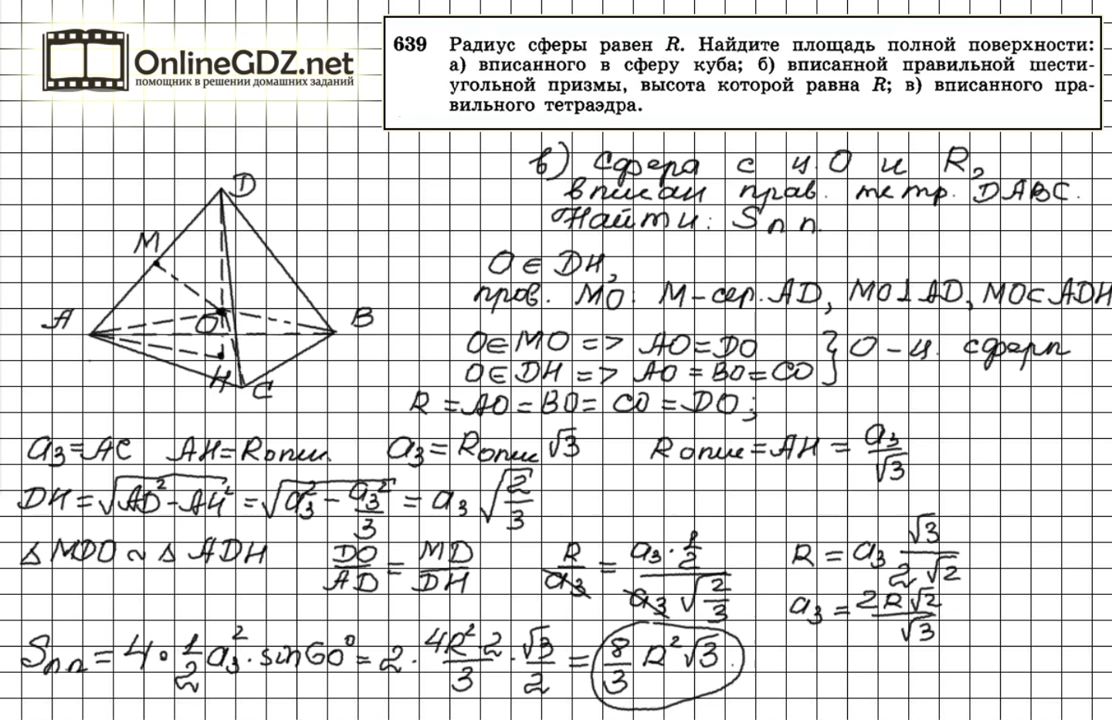 OnlineGDZ.net
помощник в решении домашних заданий
639 Радиус сферы равен R. Найдите площадь полной поверхности:
а) вписанного в сферу куба; б) вписанной правильной шести-
угольной призмы, высота которой равна R; в) вписанного пра-
вильного тетраэдра.
в) Сфера с ц. О и R,
вписан прав. тетр. DABC.
Найти: Sпп.
D
M
A
O
B
H
C
O ∈ DH,
пров. MO: M-сер. AD, MO⊥AD, MO⊂ADH
O∈MO => AO=DO } O-ц. сферы
O∈DH => AO=BO=CO
R=AO=BO=CO=DO;
a₃=AC AH=Rопис. a₃=Rопис√3 Rопис=AH=a₃/√3
DH=√(AD²-AH²)=√(a₃²-a₃²/3)=a₃√(2/3)
△MDO~△ADH DO/AD=MD/DH R/a₃=(a₃·1/2)/(a₃√(2/3)) R=a₃ √3/(2√2)
a₃=2R√2/√3
Sпп=4·1/2 a₃²·sin60°=2·(4R²·2)/3·√3/2=8/3 R²√3.